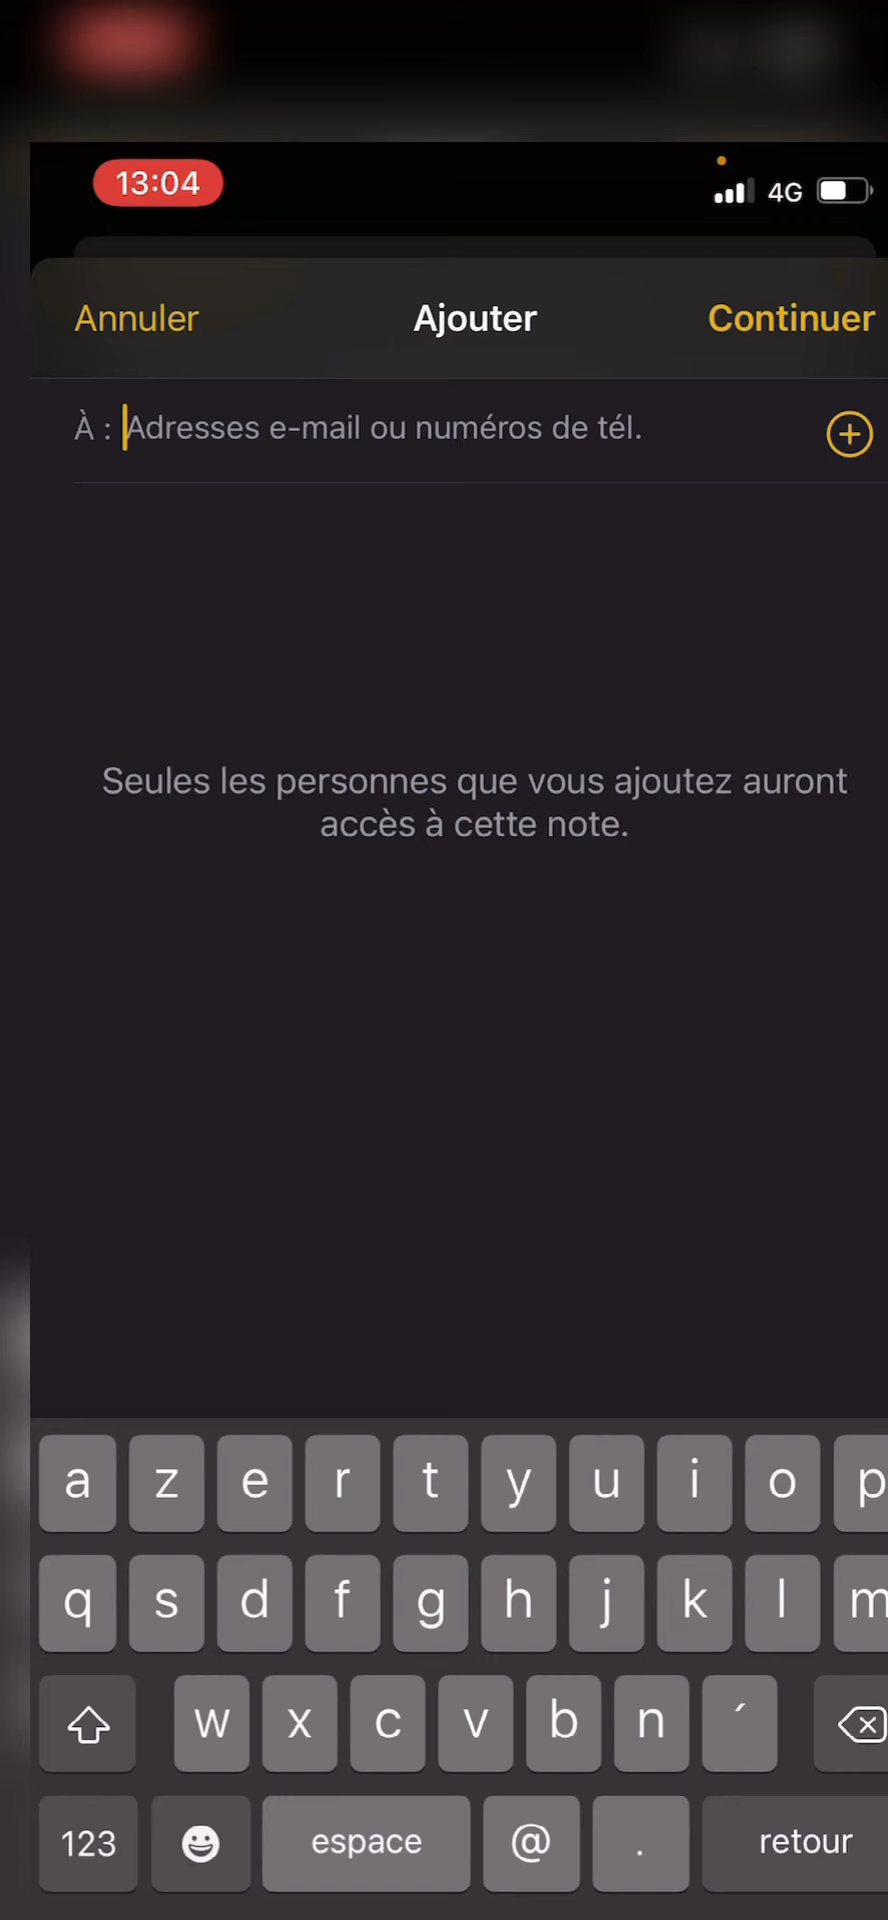 13:04 4G
Annuler Ajouter Continuer
À : Adresses e-mail ou numéros de tél.
Seules les personnes que vous ajoutez auront
accès à cette note.
a z e r t y u i o p
q s d f g h j k l m
w x c v b n ´
123 espace @ . retour